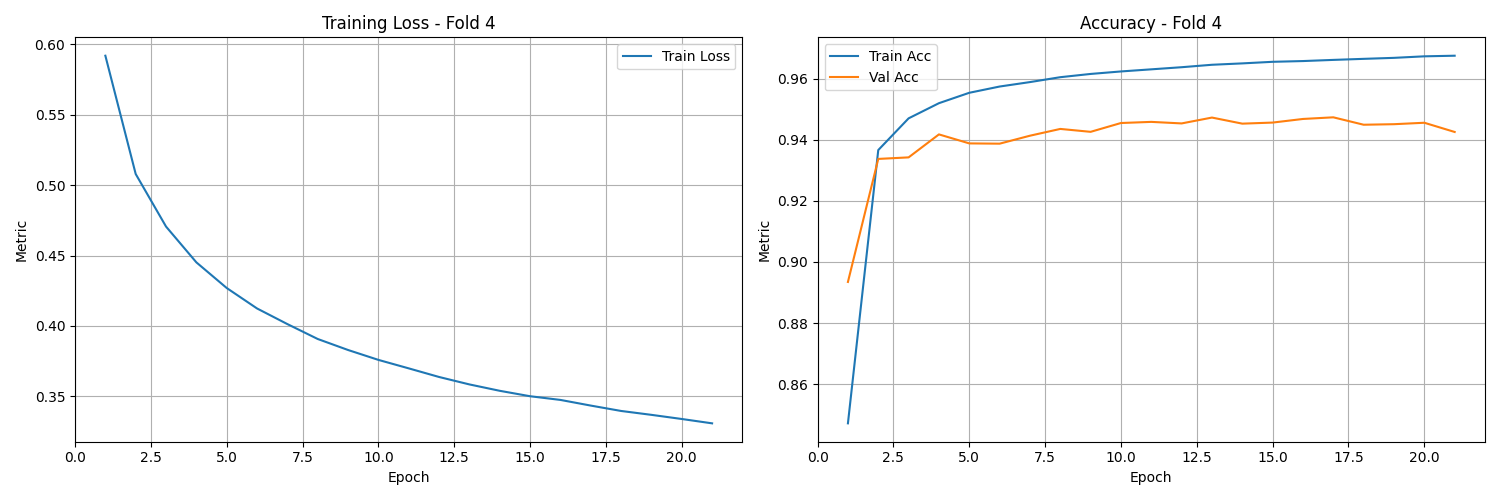 Training Loss - Fold 4
Train Loss
0.60
0.55
0.50
0.45
0.40
0.35
Metric
0.0 2.5 5.0 7.5 10.0 12.5 15.0 17.5 20.0
Epoch
Accuracy - Fold 4
Train Acc
Val Acc
0.96
0.94
0.92
0.90
0.88
0.86
Metric
0.0 2.5 5.0 7.5 10.0 12.5 15.0 17.5 20.0
Epoch